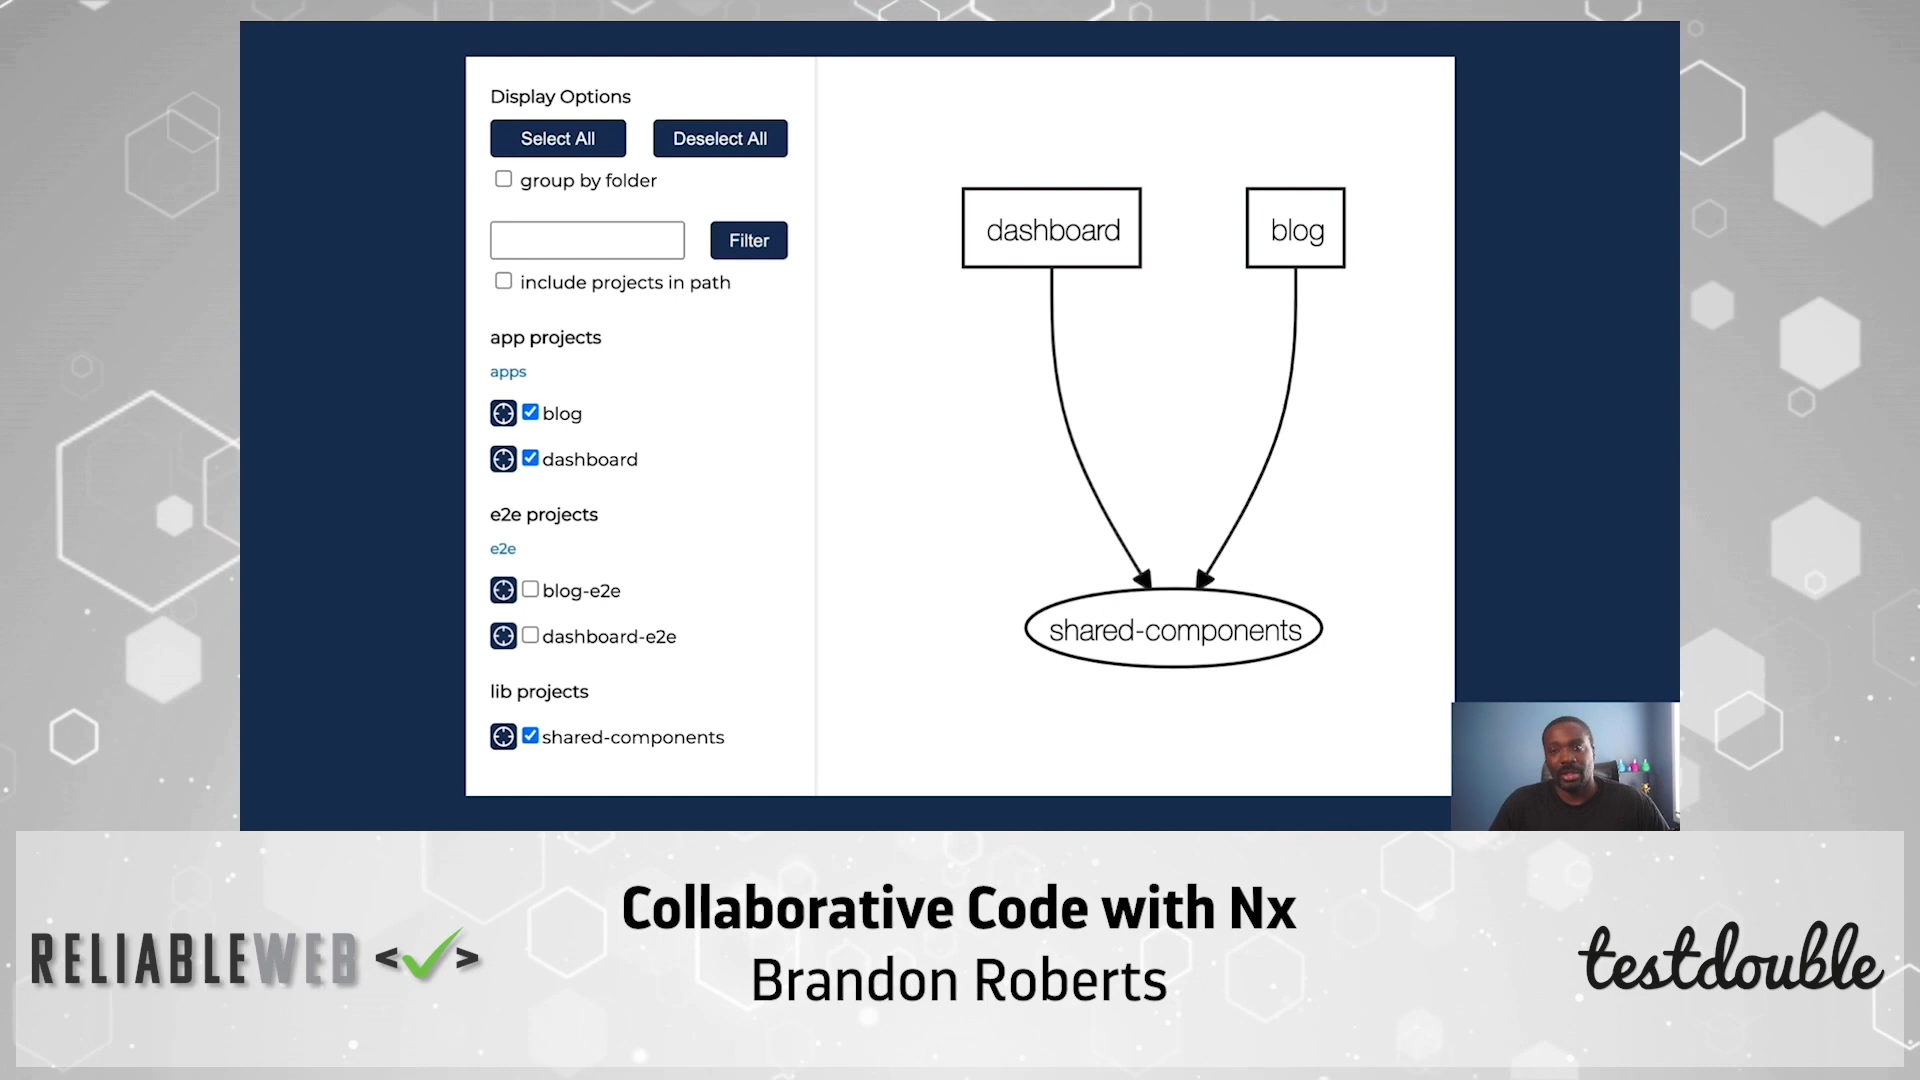 Display Options
Select All
Deselect All
group by folder
Filter
include projects in path
app projects
apps
blog
dashboard
e2e projects
e2e
blog-e2e
dashboard-e2e
lib projects
shared-components
dashboard
blog
shared-components
Collaborative Code with Nx
Brandon Roberts
RELIABLEWEB < >
testdouble